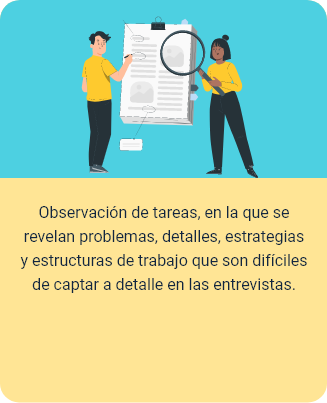 Observación de tareas, en la que se
revelan problemas, detalles, estrategias
y estructuras de trabajo que son difíciles
de captar a detalle en las entrevistas.